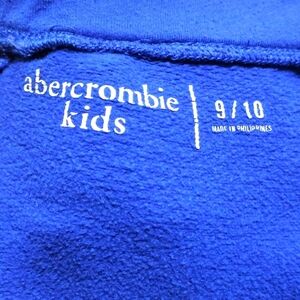 abercrombie
kids
9/10
MADE IN PHILIPPINES